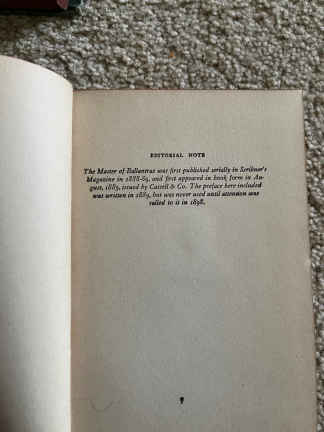 EDITORIAL NOTE
The Master of Ballantrae was first published serially in Scribner's
Magazine in 1888-89, and first appeared in book form in Au-
gust, 1889, issued by Cassell & Co. The preface here included
was written in 1889, but was never used until attention was
called to it in 1898.